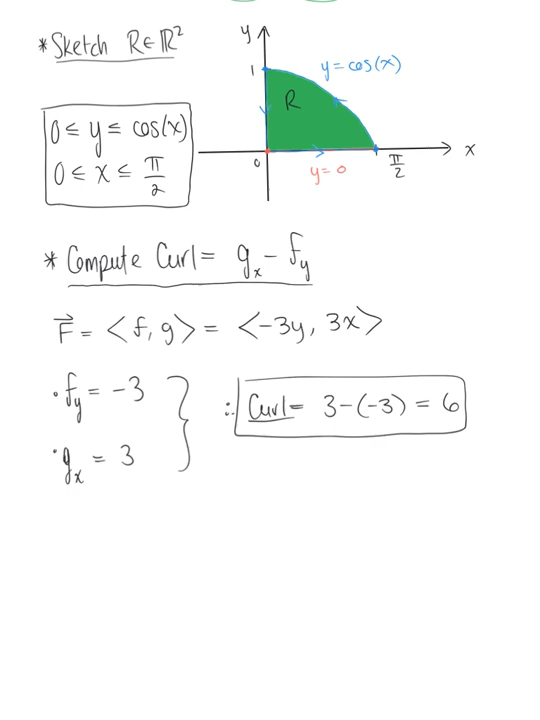 * Sketch R∈ℝ²
y
1
y = cos(x)
R
0 ≤ y ≤ cos(x)
0 ≤ x ≤ π/2
0
y = 0
π/2
x
* Compute Curl = gₓ - f_y
F⃗ = <f, g> = <-3y, 3x>
· f_y = -3
· gₓ = 3
∴ Curl = 3-(-3) = 6